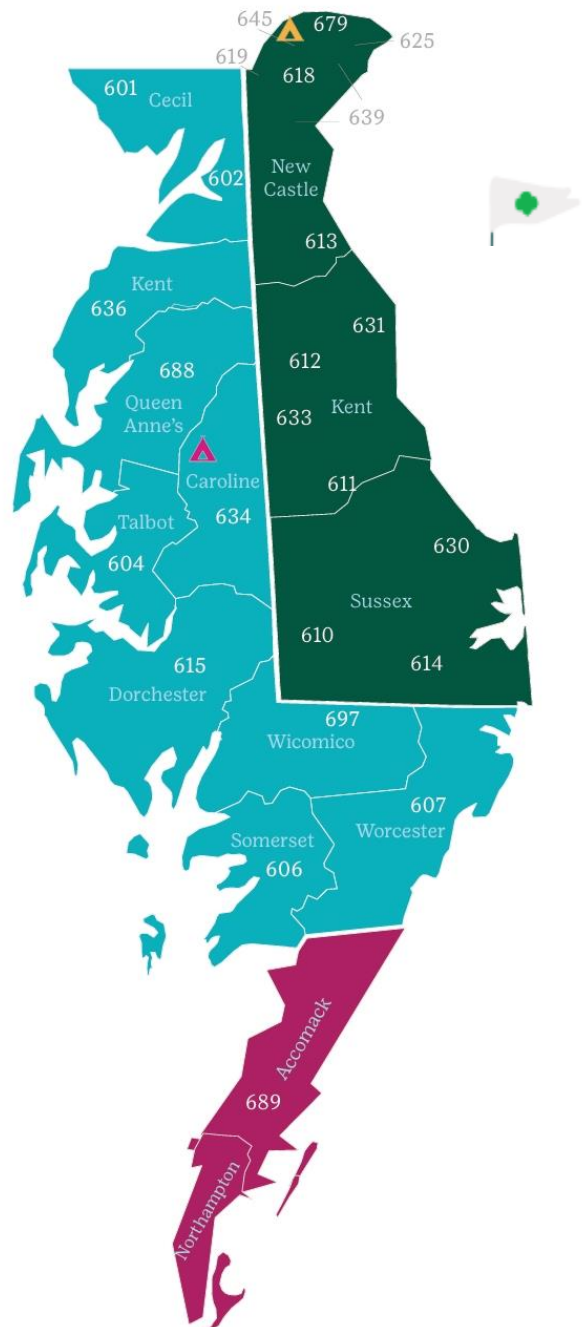 645
679
625
619
618
639
601
Cecil
602
New
Castle
613
Kent
636
631
612
688
Queen
Anne's
633
Kent
Caroline
611
634
Talbot
604
630
Sussex
610
614
615
Dorchester
697
Wicomico
607
Worcester
Somerset
606
Accomack
689
Northampton